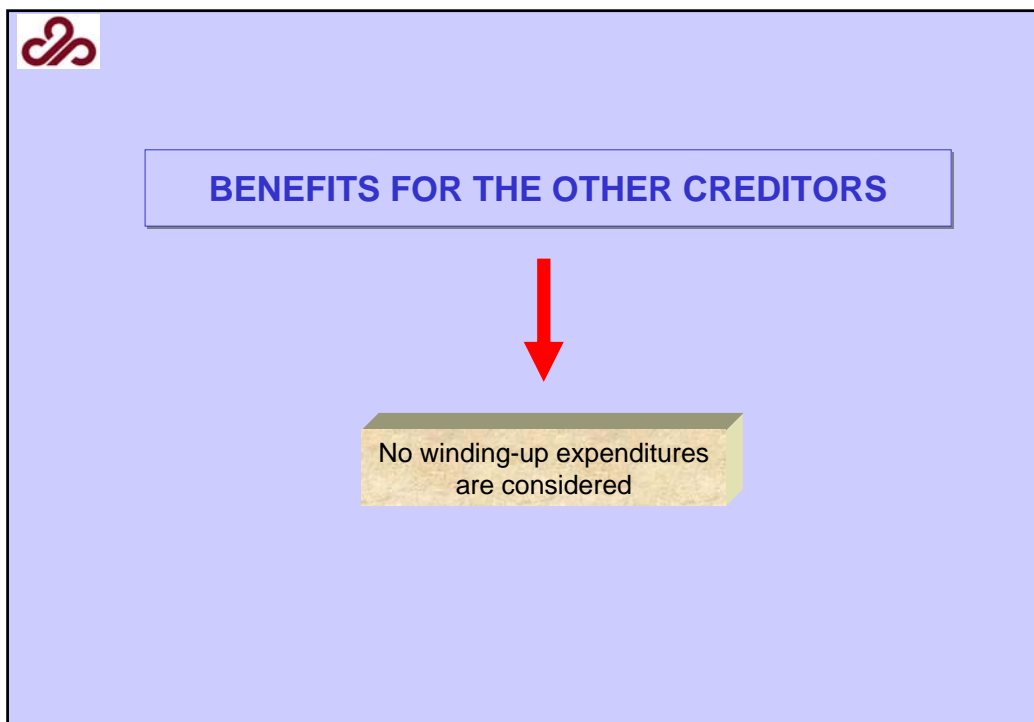 BENEFITS FOR THE OTHER CREDITORS
No winding-up expenditures
are considered